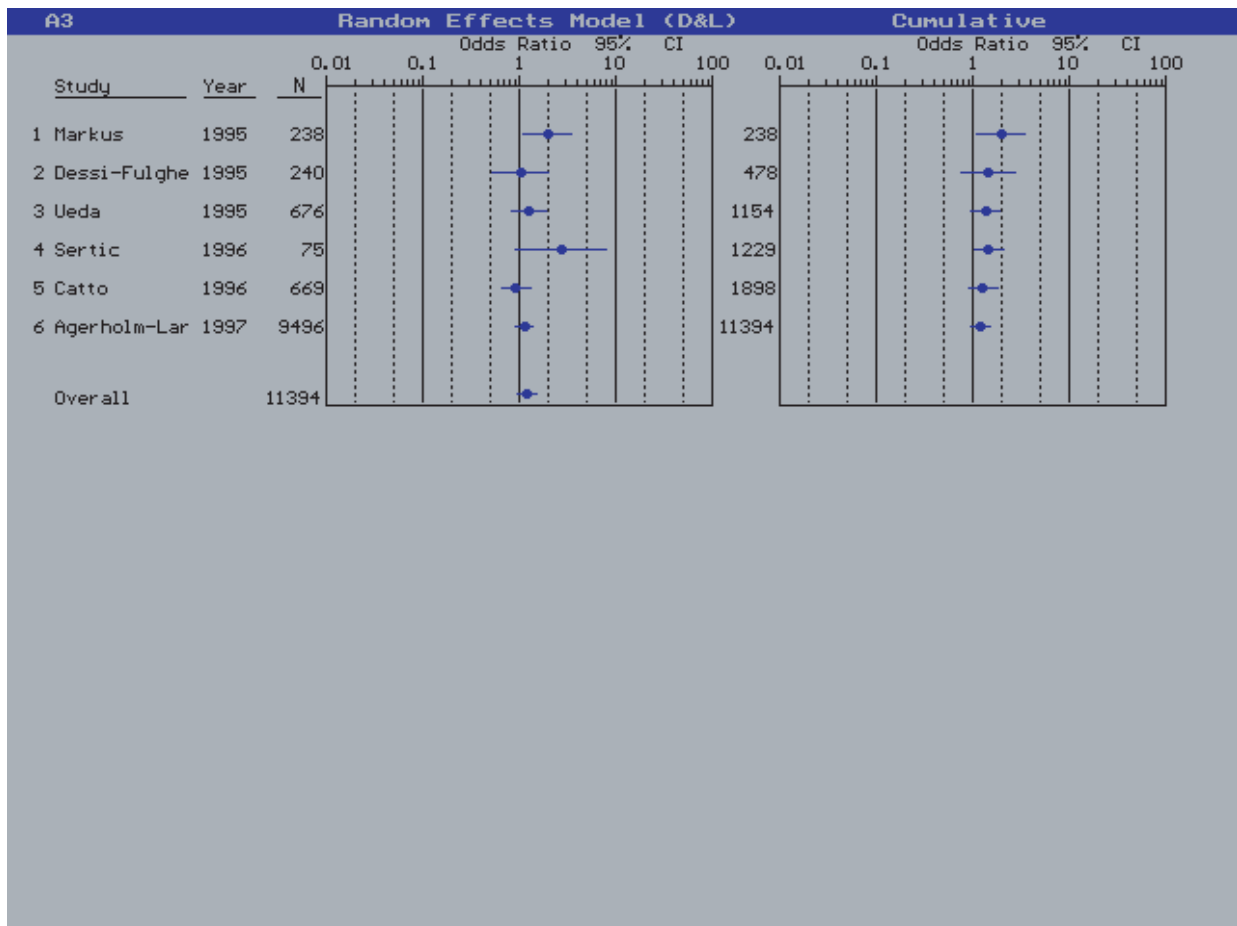 A3 Random Effects Model (D&L) Cumulative
Odds Ratio 95% CI Odds Ratio 95% CI
0.01 0.1 1 10 100 0.01 0.1 1 10 100
Study Year N
1 Markus 1995 238 238
2 Dessi-Fulghe 1995 240 478
3 Ueda 1995 676 1154
4 Sertic 1996 75 1229
5 Catto 1996 669 1898
6 Agerholm-Lar 1997 9496 11394
Overall 11394